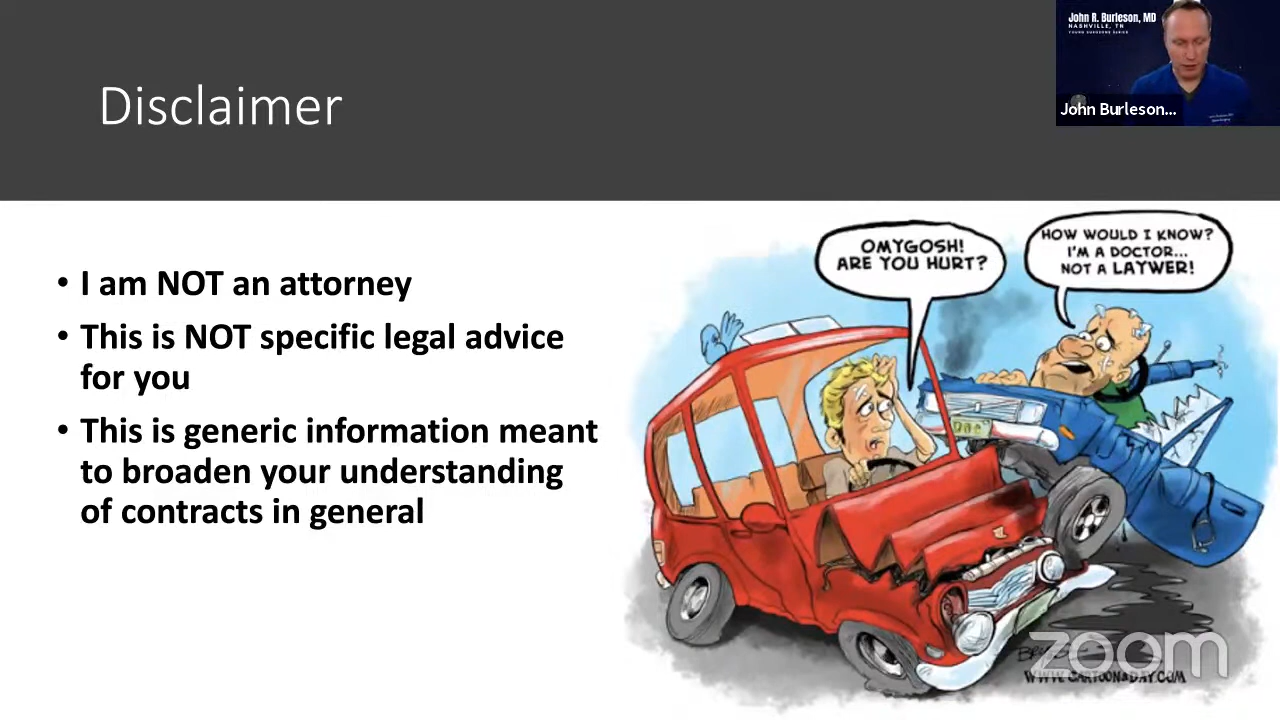 Disclaimer
John R. Burleson, MD
NASHVILLE, TN
YOUNG SURGEONS SERIES
John Burleson...
• I am NOT an attorney
• This is NOT specific legal advice
for you
• This is generic information meant
to broaden your understanding
of contracts in general
OMYGOSH!
ARE YOU HURT?
HOW WOULD I KNOW?
I'M A DOCTOR...
NOT A LAYWER!
zoom
WWW.CARTOONADAY.COM